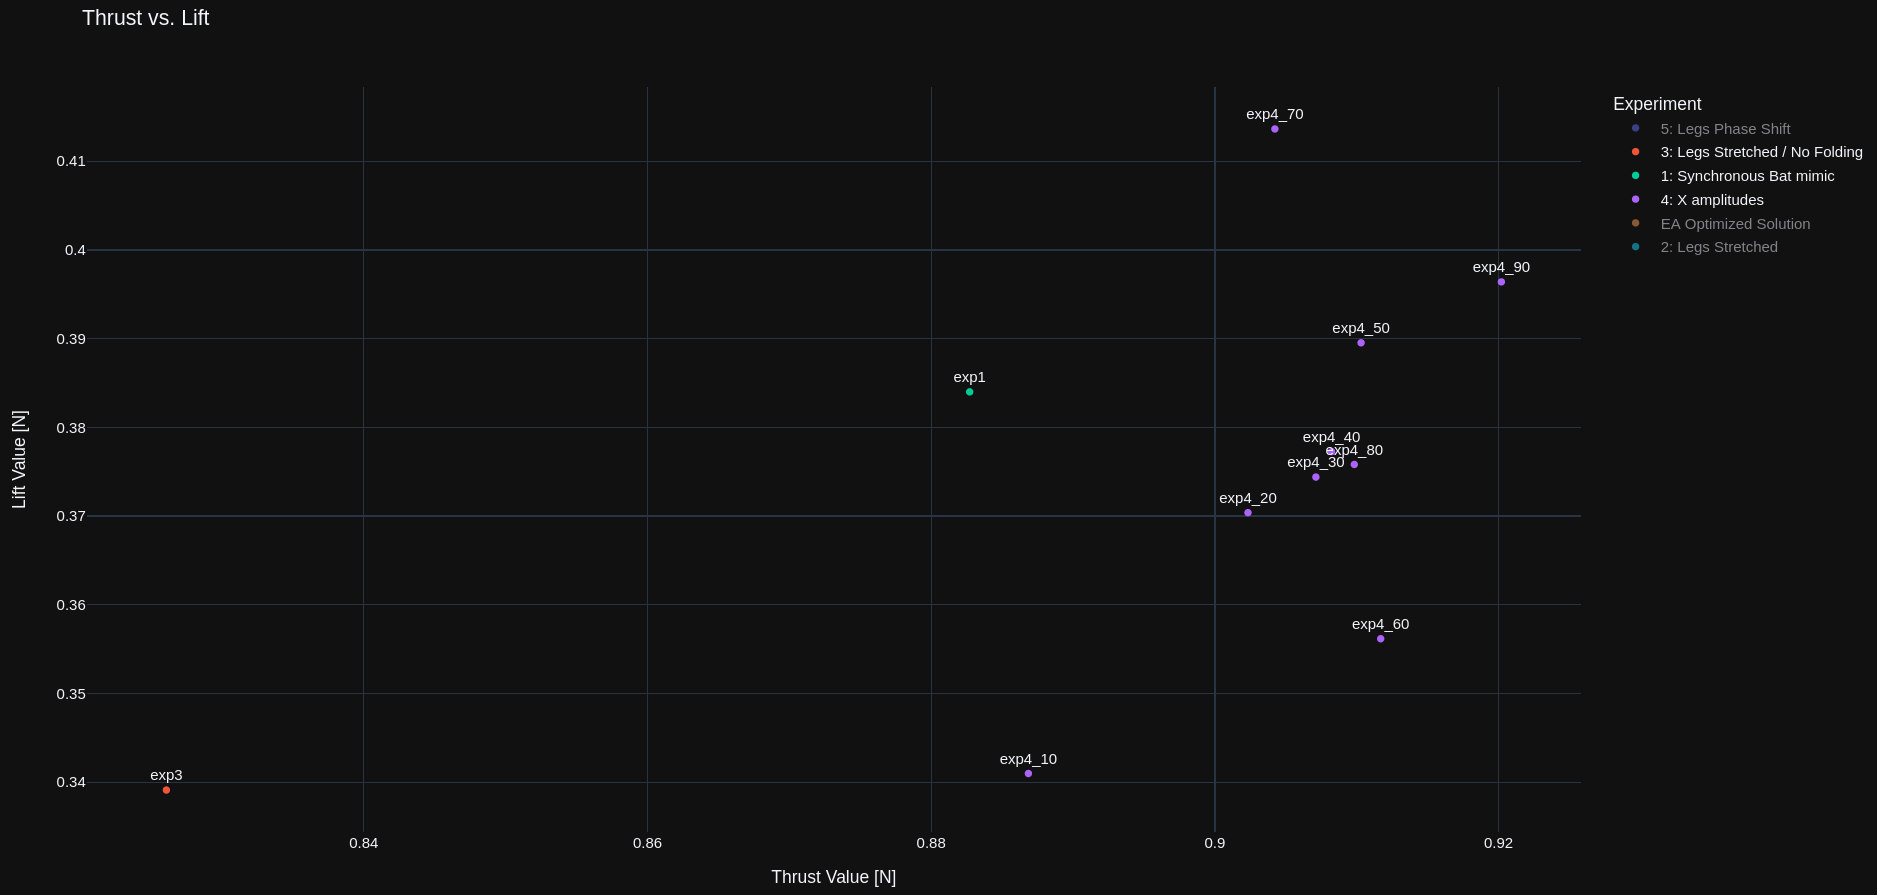 Thrust vs. Lift
Experiment
5: Legs Phase Shift
3: Legs Stretched / No Folding
1: Synchronous Bat mimic
4: X amplitudes
EA Optimized Solution
2: Legs Stretched
Lift Value [N]
0.41
0.4
0.39
0.38
0.37
0.36
0.35
0.34
exp4_70
exp4_90
exp4_50
exp1
exp4_40
exp4_80
exp4_30
exp4_20
exp4_60
exp4_10
exp3
0.84
0.86
0.88
0.9
0.92
Thrust Value [N]